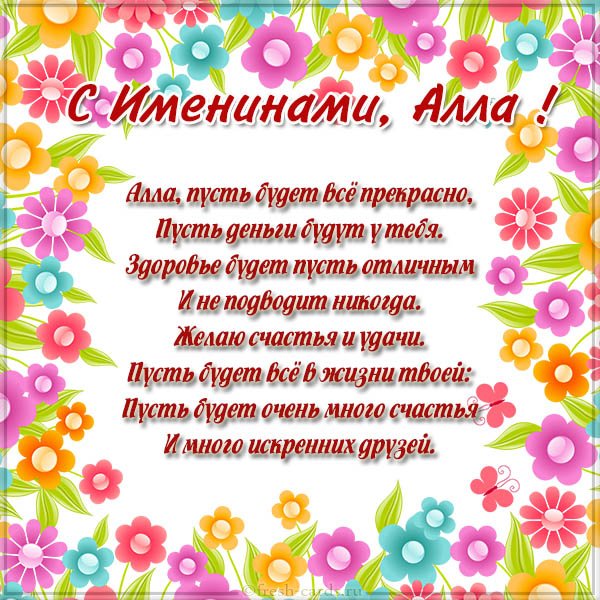 С Именинами, Алла !
Алла, пусть будет всё прекрасно,
Пусть деньги будут у тебя.
Здоровье будет пусть отличным
И не подводит никогда.
Желаю счастья и удачи.
Пусть будет всё в жизни твоей:
Пусть будет очень много счастья
И много искренних друзей.
©fresh-cards.ru